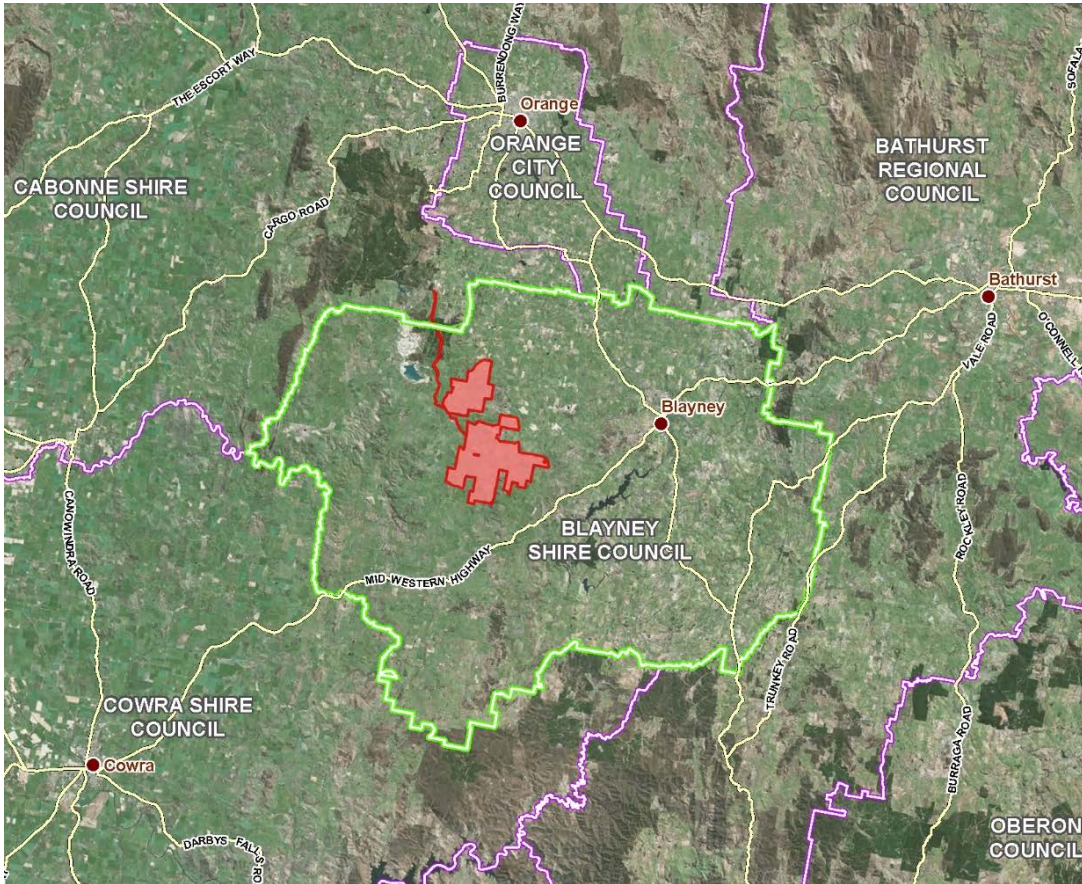 BURRENDONG WAY
SOFALA
THE ESCORT WAY
Orange
ORANGE
CITY
COUNCIL
BATHURST
REGIONAL
COUNCIL
CABONNE SHIRE
COUNCIL
CARGO ROAD
Bathurst
O'CONNELL
VALE ROAD
Blayney
CANOWINDRA ROAD
ROCKLEY ROAD
BLAYNEY
SHIRE COUNCIL
MID WESTERN HIGHWAY
TRUNKEY ROAD
COWRA SHIRE
COUNCIL
BURRAGA ROAD
Cowra
DARBYS FALLS RO
OBERON
COUNCIL